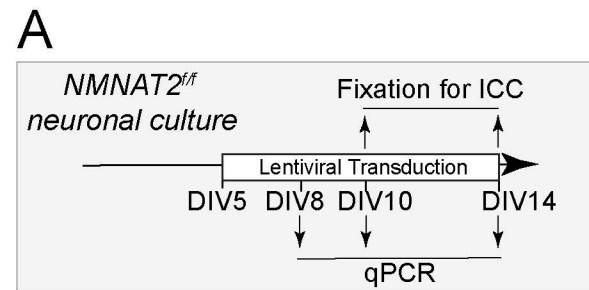 A
NMNAT2f/f
neuronal culture
Fixation for ICC
Lentiviral Transduction
DIV5 DIV8 DIV10 DIV14
qPCR